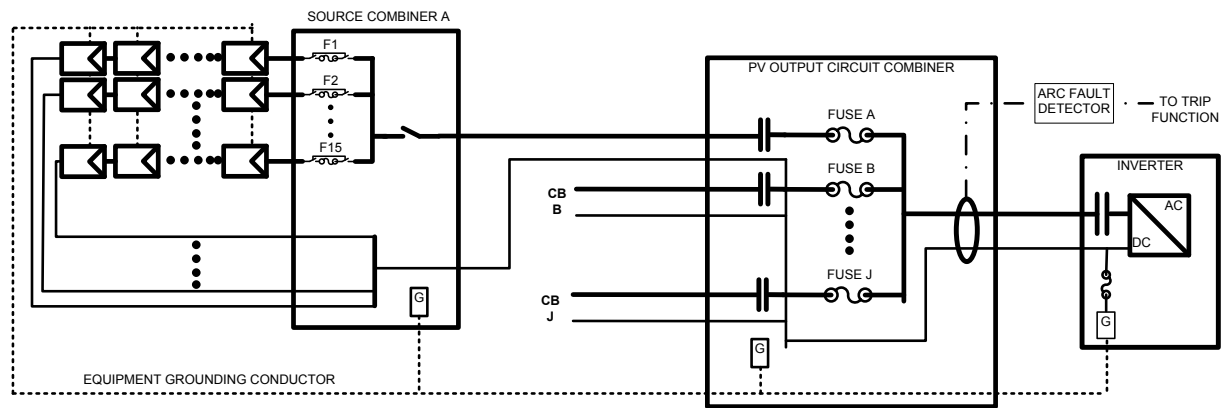 SOURCE COMBINER A
F1
F2
F15
PV OUTPUT CIRCUIT COMBINER
FUSE A
FUSE B
FUSE J
CB
B
CB
J
ARC FAULT
DETECTOR
TO TRIP
FUNCTION
INVERTER
AC
DC
G
G
G
EQUIPMENT GROUNDING CONDUCTOR